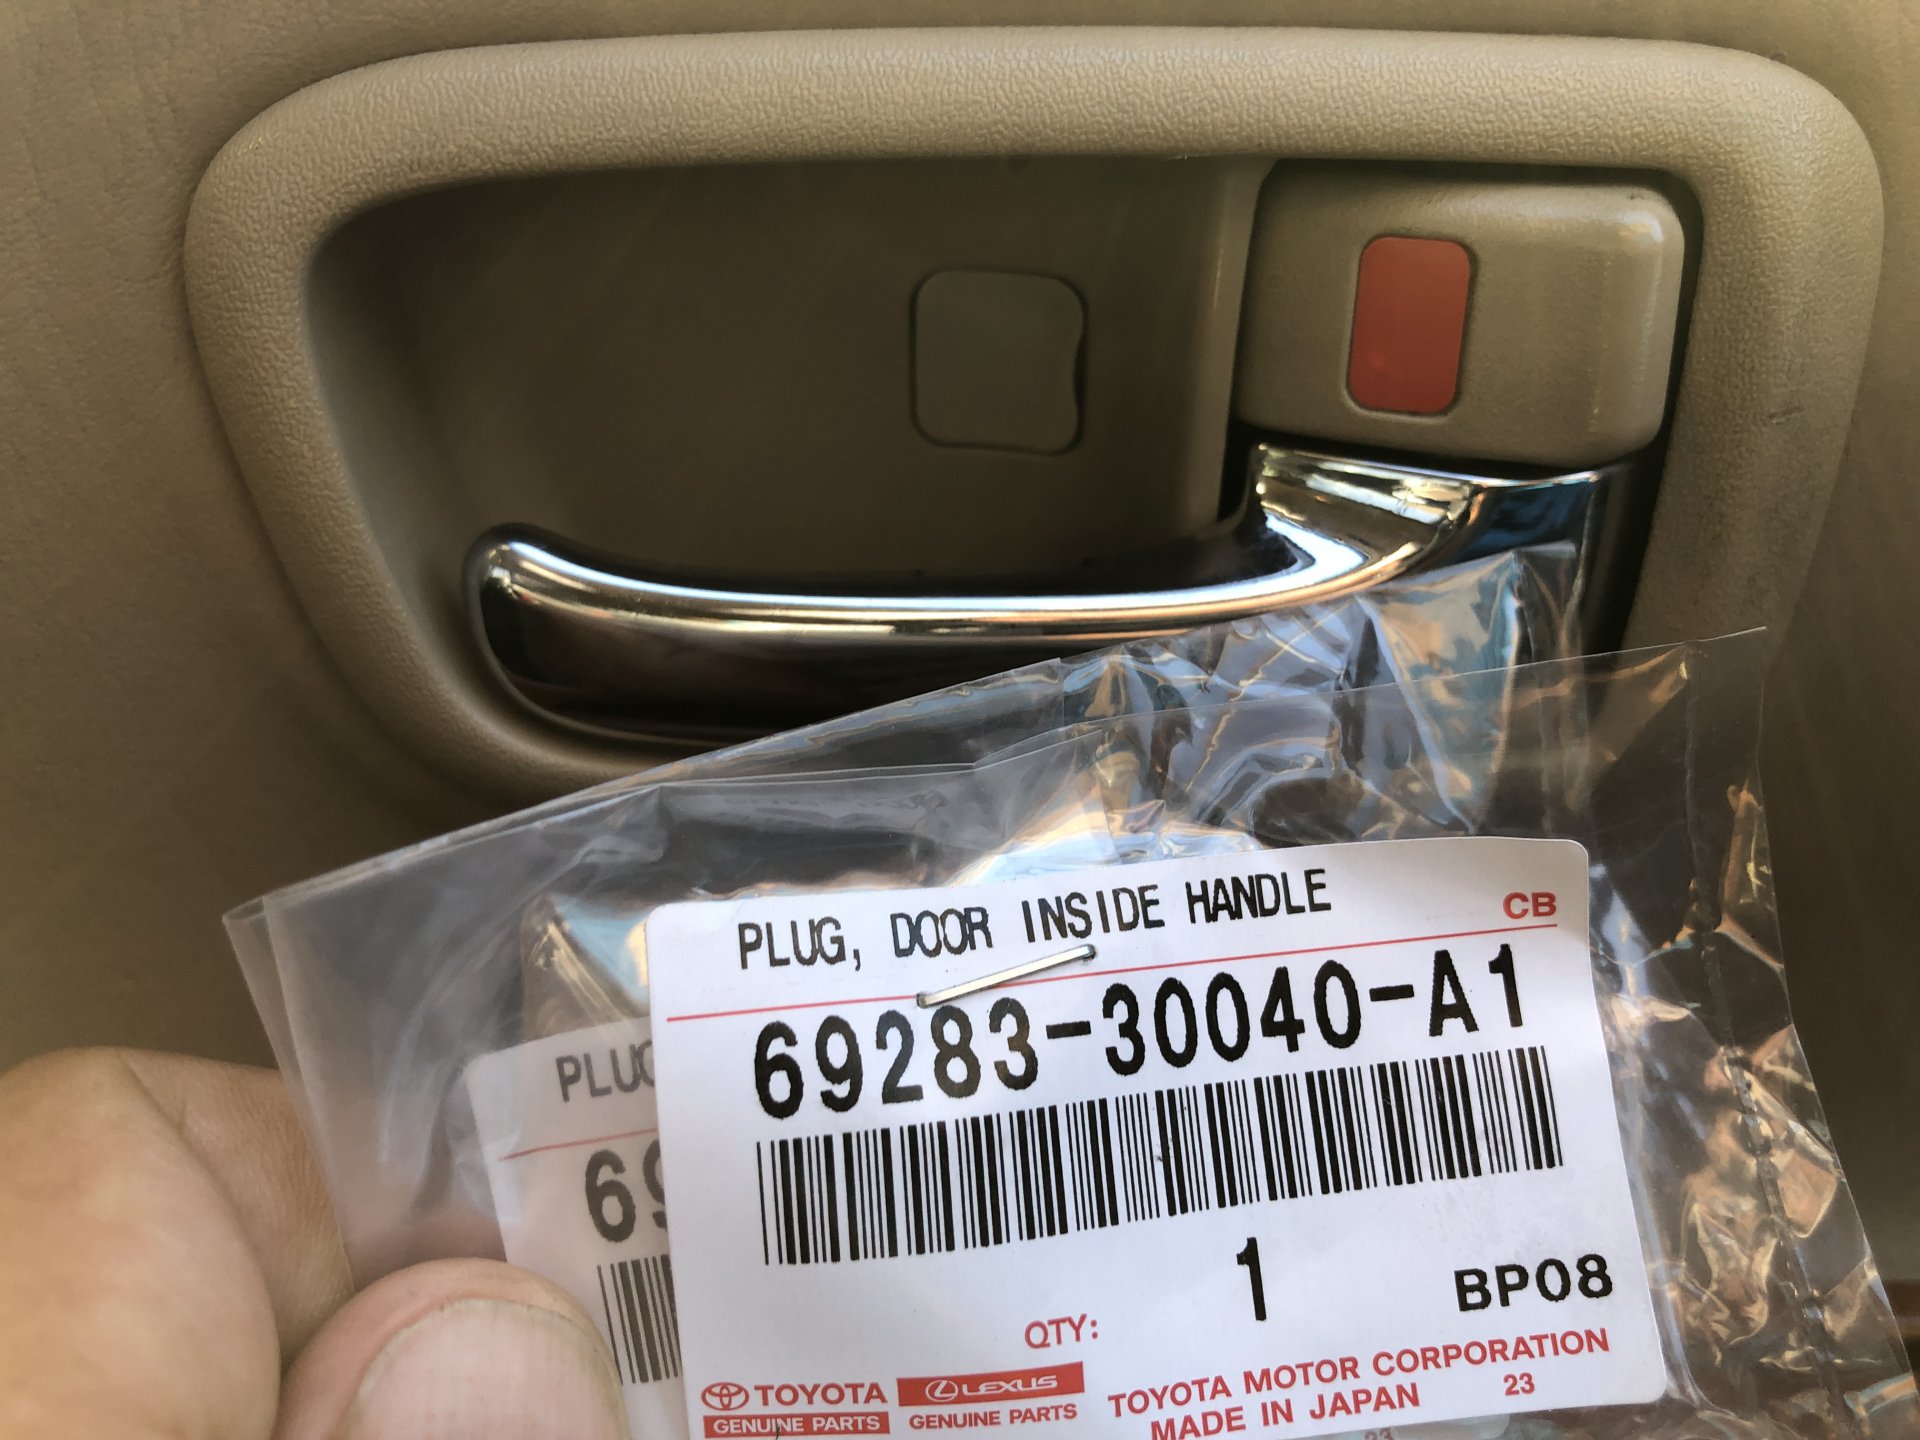 PLUG, DOOR INSIDE HANDLE
CB
69283-30040-A1
1
BP08
QTY:
TOYOTA
GENUINE PARTS
LEXUS
GENUINE PARTS
TOYOTA MOTOR CORPORATION
MADE IN JAPAN
23
23
PLUG
69